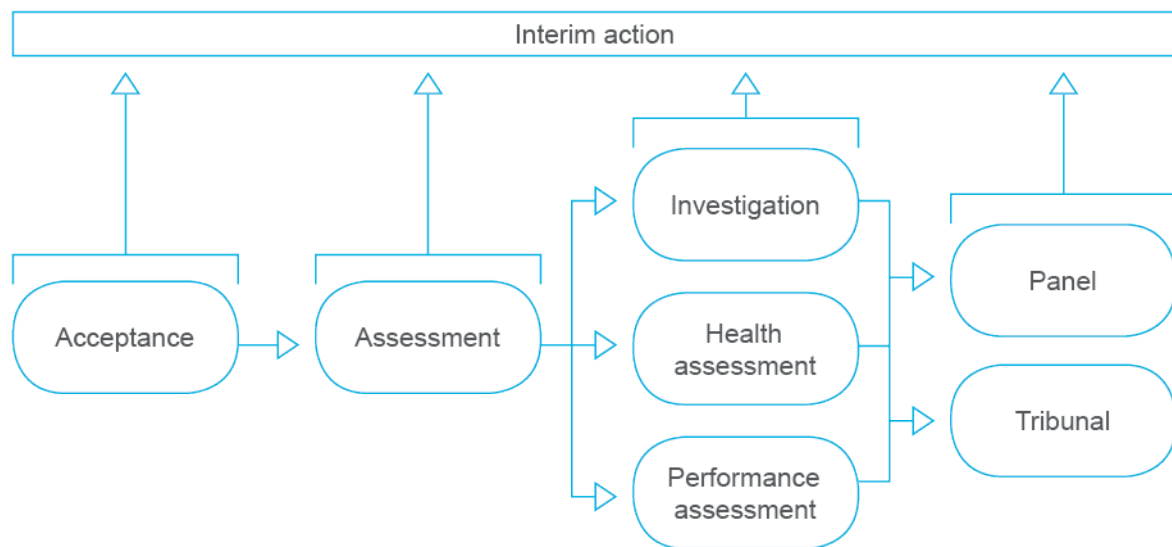 Interim action
Acceptance
Assessment
Investigation
Health
assessment
Performance
assessment
Panel
Tribunal